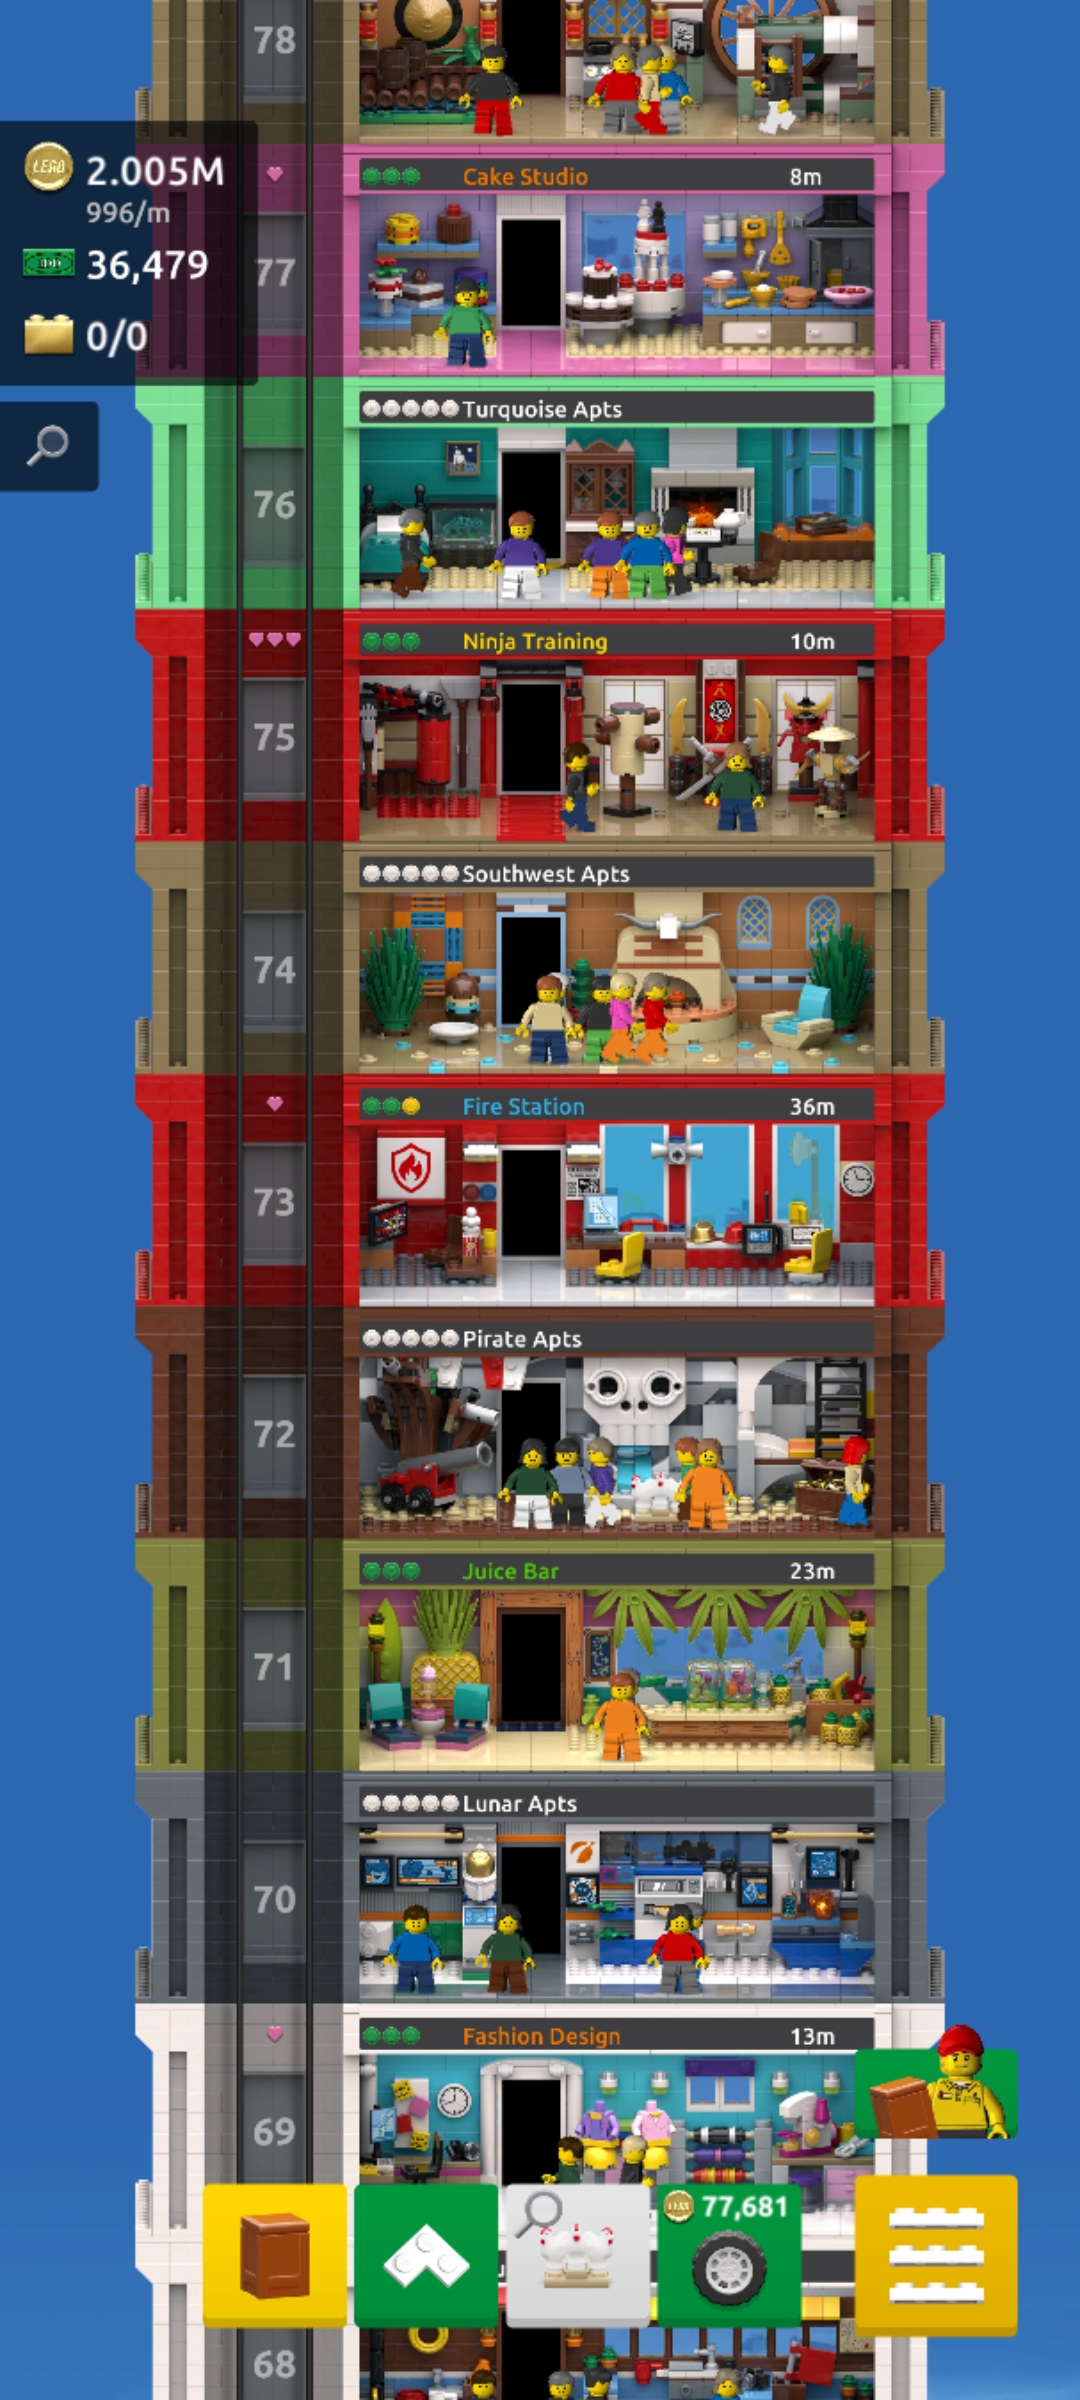 78
LEGO 2.005M
996/m
36,479
0/0
Cake Studio 8m
77
Turquoise Apts
76
Ninja Training 10m
75
Southwest Apts
74
Fire Station 36m
73
Pirate Apts
72
Juice Bar 23m
71
Lunar Apts
70
Fashion Design 13m
69
77,681
68